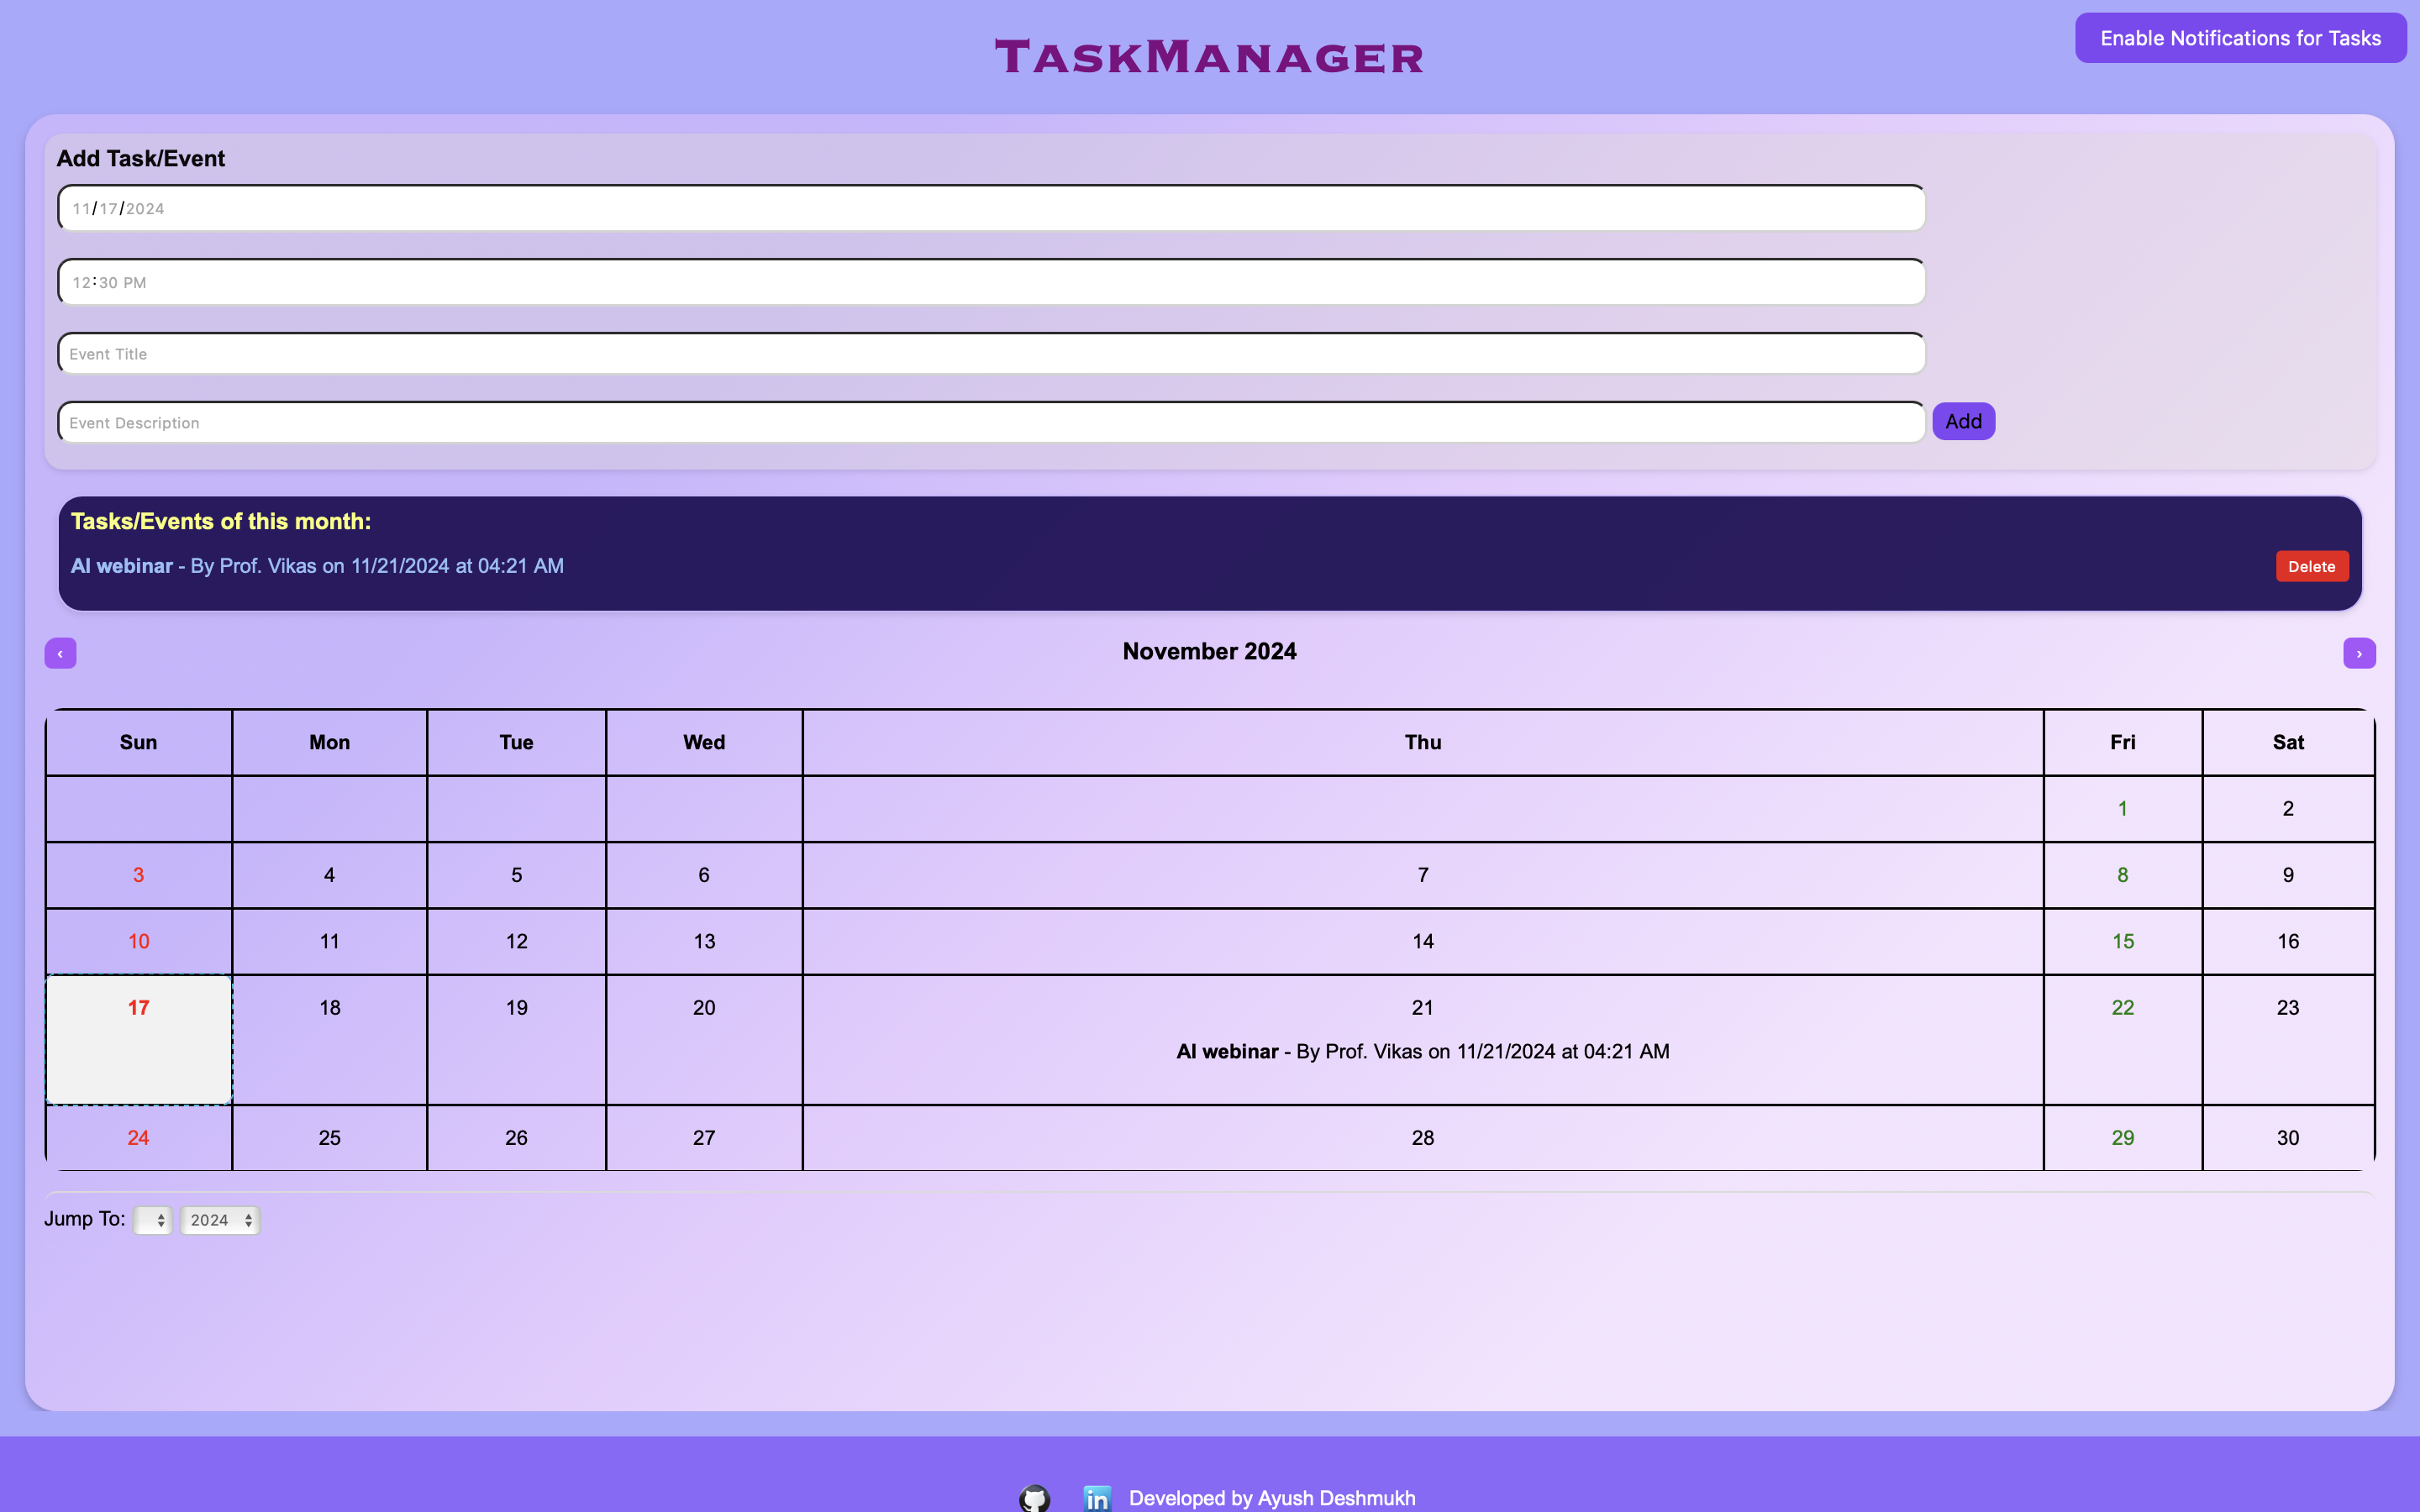 TaskManager
Enable Notifications for Tasks
Add Task/Event
11/17/2024
12:30 PM
Event Title
Event Description
Add
Tasks/Events of this month:
AI webinar - By Prof. Vikas on 11/21/2024 at 04:21 AM
Delete
‹
November 2024
›
Sun Mon Tue Wed Thu Fri Sat
1 2
3 4 5 6 7 8 9
10 11 12 13 14 15 16
17 18 19 20 21 22 23
AI webinar - By Prof. Vikas on 11/21/2024 at 04:21 AM
24 25 26 27 28 29 30
Jump To: 2024
in Developed by Ayush Deshmukh